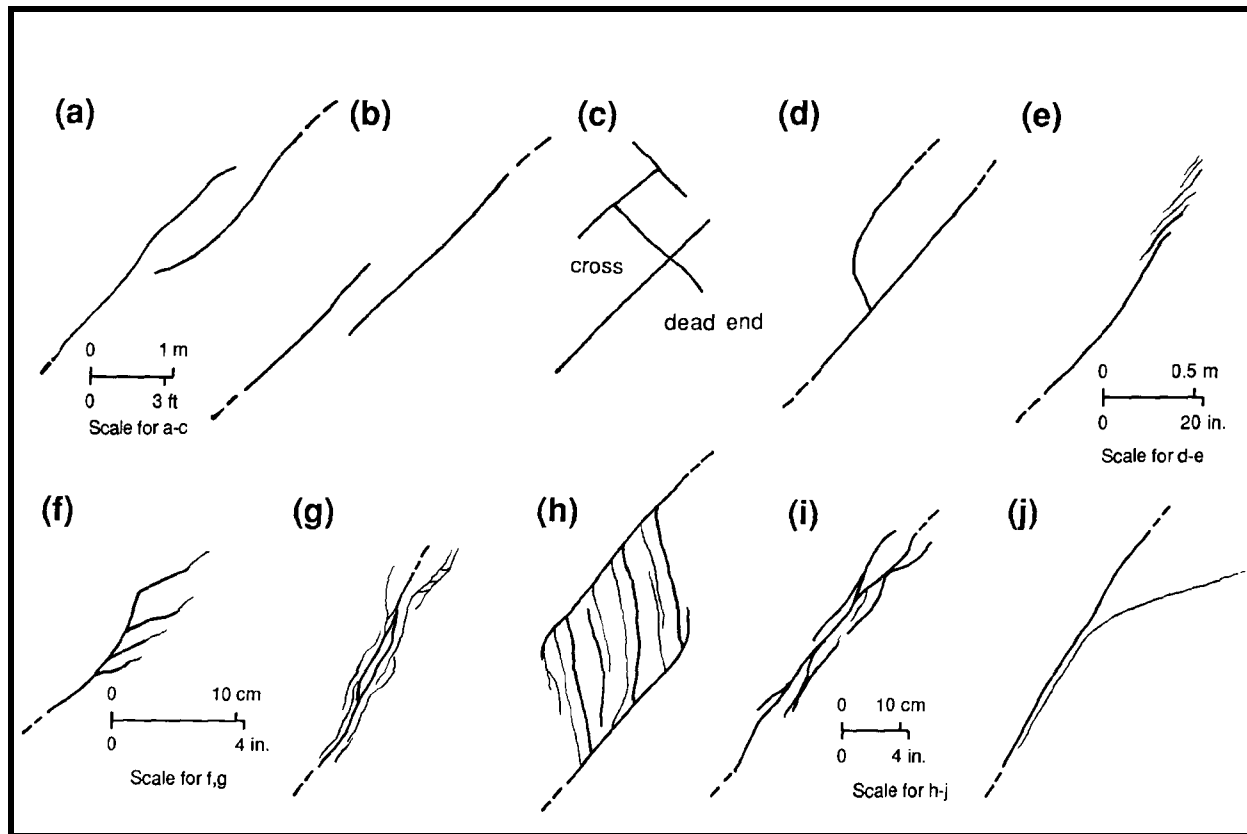 (a)
(b)
(c)
(d)
(e)
cross
dead end
0 1 m
0 3 ft
Scale for a-c
0 0.5 m
0 20 in.
Scale for d-e
(f)
(g)
(h)
(i)
(j)
0 10 cm
0 4 in.
Scale for f,g
0 10 cm
0 4 in.
Scale for h-j